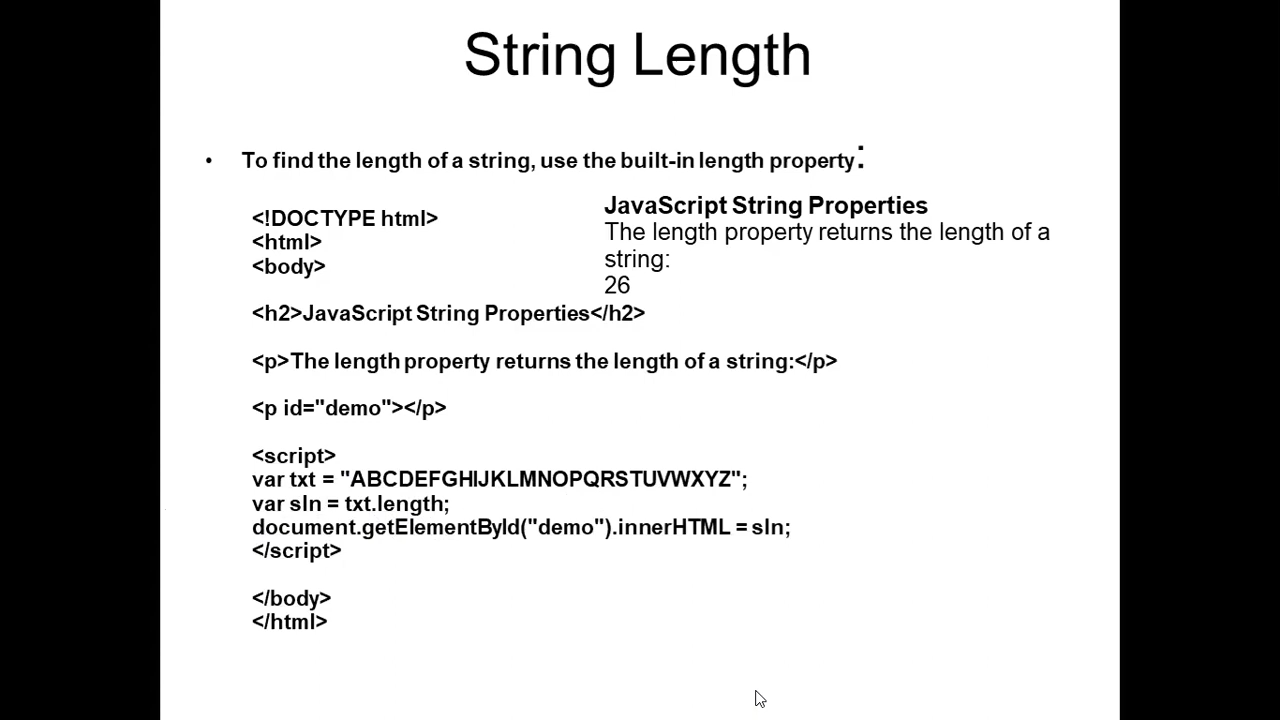 String Length
• To find the length of a string, use the built-in length property:
<!DOCTYPE html>
<html>
<body>
JavaScript String Properties
The length property returns the length of a
string:
26
<h2>JavaScript String Properties</h2>
<p>The length property returns the length of a string:</p>
<p id="demo"></p>
<script>
var txt = "ABCDEFGHIJKLMNOPQRSTUVWXYZ";
var sln = txt.length;
document.getElementById("demo").innerHTML = sln;
</script>
</body>
</html>